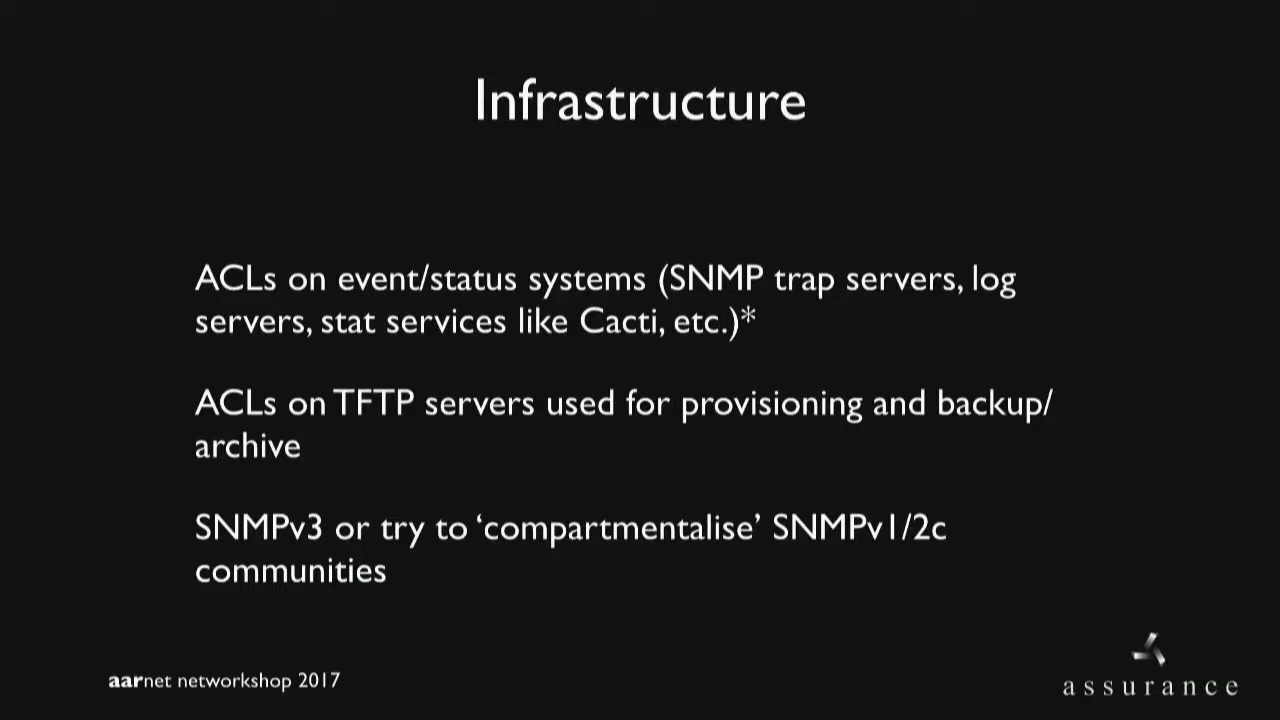 Infrastructure
ACLs on event/status systems (SNMP trap servers, log
servers, stat services like Cacti, etc.)*
ACLs on TFTP servers used for provisioning and backup/
archive
SNMPv3 or try to ‘compartmentalise’ SNMPv1/2c
communities
aarnet networkshop 2017
assurance